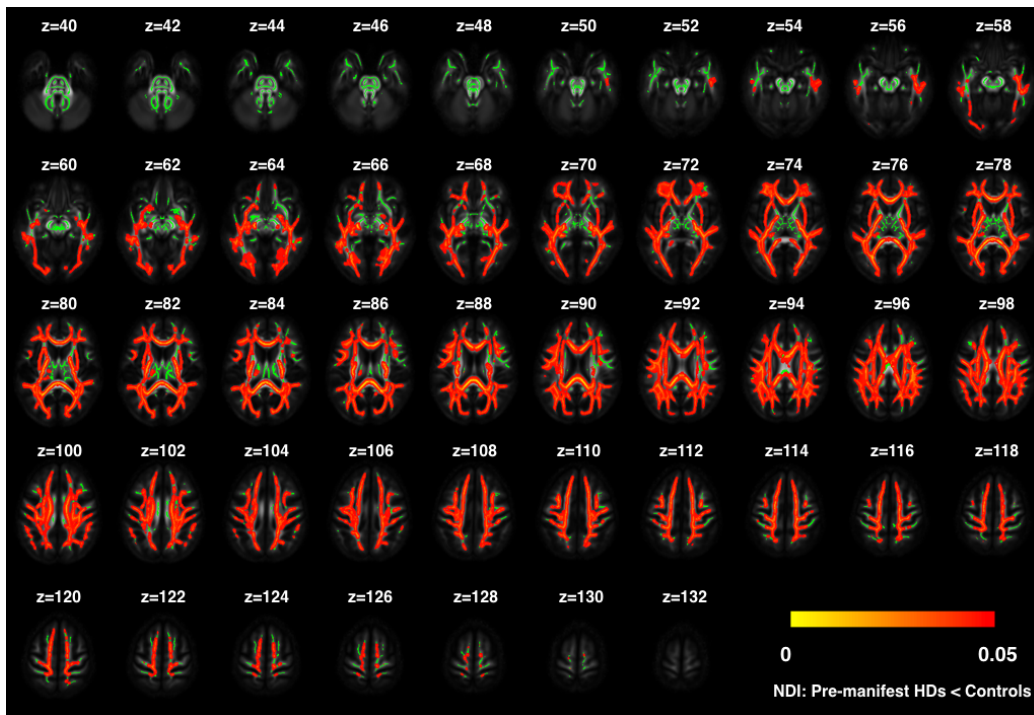 z=40 z=42 z=44 z=46 z=48 z=50 z=52 z=54 z=56 z=58
z=60 z=62 z=64 z=66 z=68 z=70 z=72 z=74 z=76 z=78
z=80 z=82 z=84 z=86 z=88 z=90 z=92 z=94 z=96 z=98
z=100 z=102 z=104 z=106 z=108 z=110 z=112 z=114 z=116 z=118
z=120 z=122 z=124 z=126 z=128 z=130 z=132
0 0.05
NDI: Pre-manifest HDs < Controls